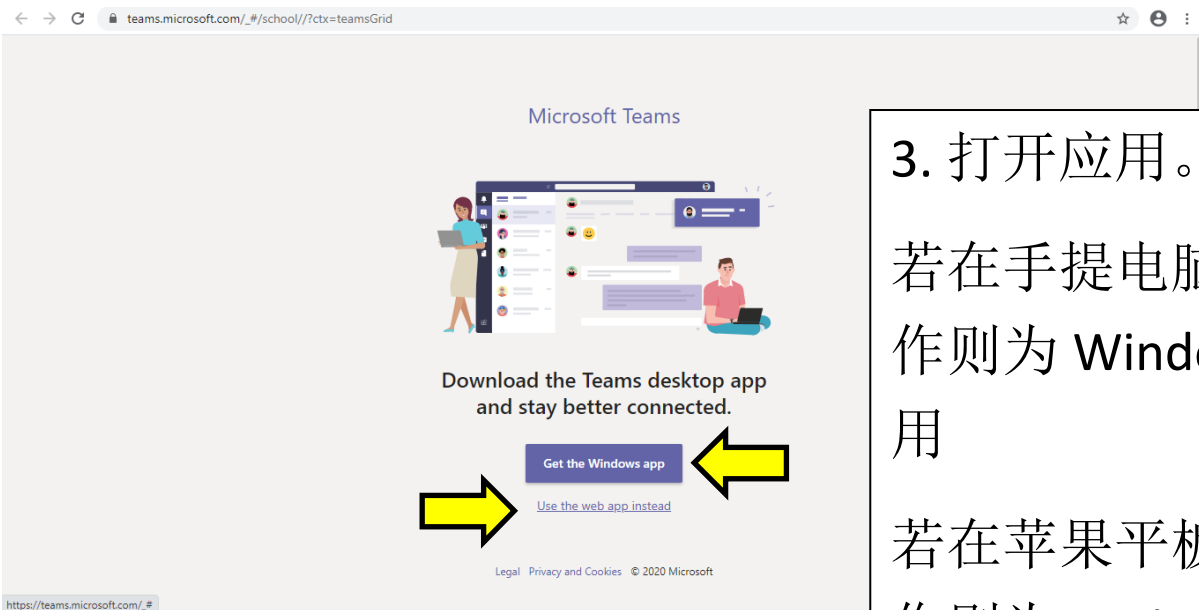 teams.microsoft.com/_#/school//?ctx=teamsGrid
Microsoft Teams
Download the Teams desktop app
and stay better connected.
Get the Windows app
Use the web app instead
Legal Privacy and Cookies © 2020 Microsoft
https://teams.microsoft.com/_#
3. 打开应用。
若在手提电脑
作则为 Wind
用
若在苹果平板